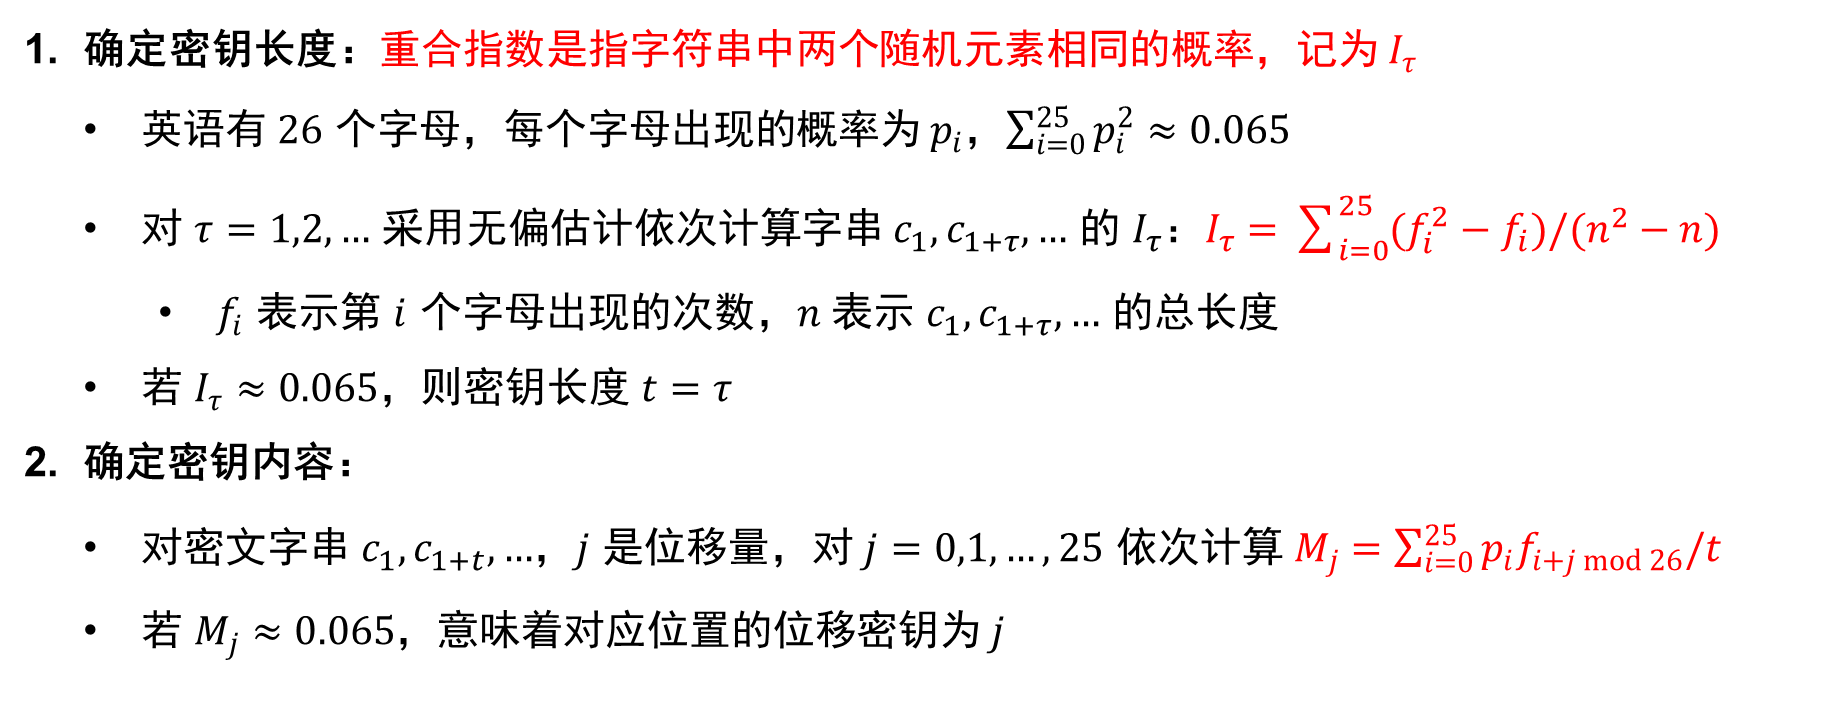 1. 确定密钥长度：重合指数是指字符串中两个随机元素相同的概率，记为 I_τ
• 英语有 26 个字母，每个字母出现的概率为 p_i，∑_{i=0}^{25} p_i^2 ≈ 0.065
• 对 τ = 1,2, … 采用无偏估计依次计算字串 c_1, c_{1+τ}, … 的 I_τ：I_τ = ∑_{i=0}^{25} (f_i^2 − f_i)/(n^2 − n)
• f_i 表示第 i 个字母出现的次数，n 表示 c_1, c_{1+τ}, … 的总长度
• 若 I_τ ≈ 0.065，则密钥长度 t = τ
2. 确定密钥内容：
• 对密文字串 c_1, c_{1+t}, …，j 是位移量，对 j = 0,1, … , 25 依次计算 M_j = ∑_{i=0}^{25} p_i f_{i+j mod 26}/t
• 若 M_j ≈ 0.065，意味着对应位置的位移密钥为 j